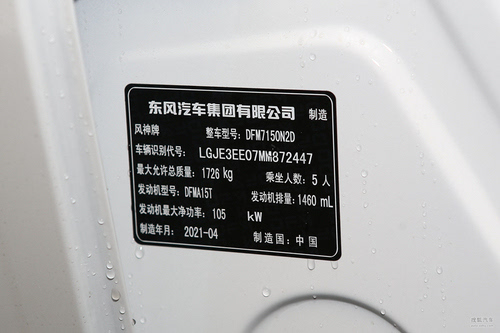 东风汽车集团有限公司 制造
风神牌 整车型号: DFM7150N2D
车辆识别代号: LGJE3EE07MM872447
最大允许总质量: 1726 kg 乘坐人数: 5 人
发动机型号: DFMA15T 发动机排量: 1460 mL
发动机最大净功率: 105 kW
制造年月: 2021-04 制造国: 中 国
搜狐汽车